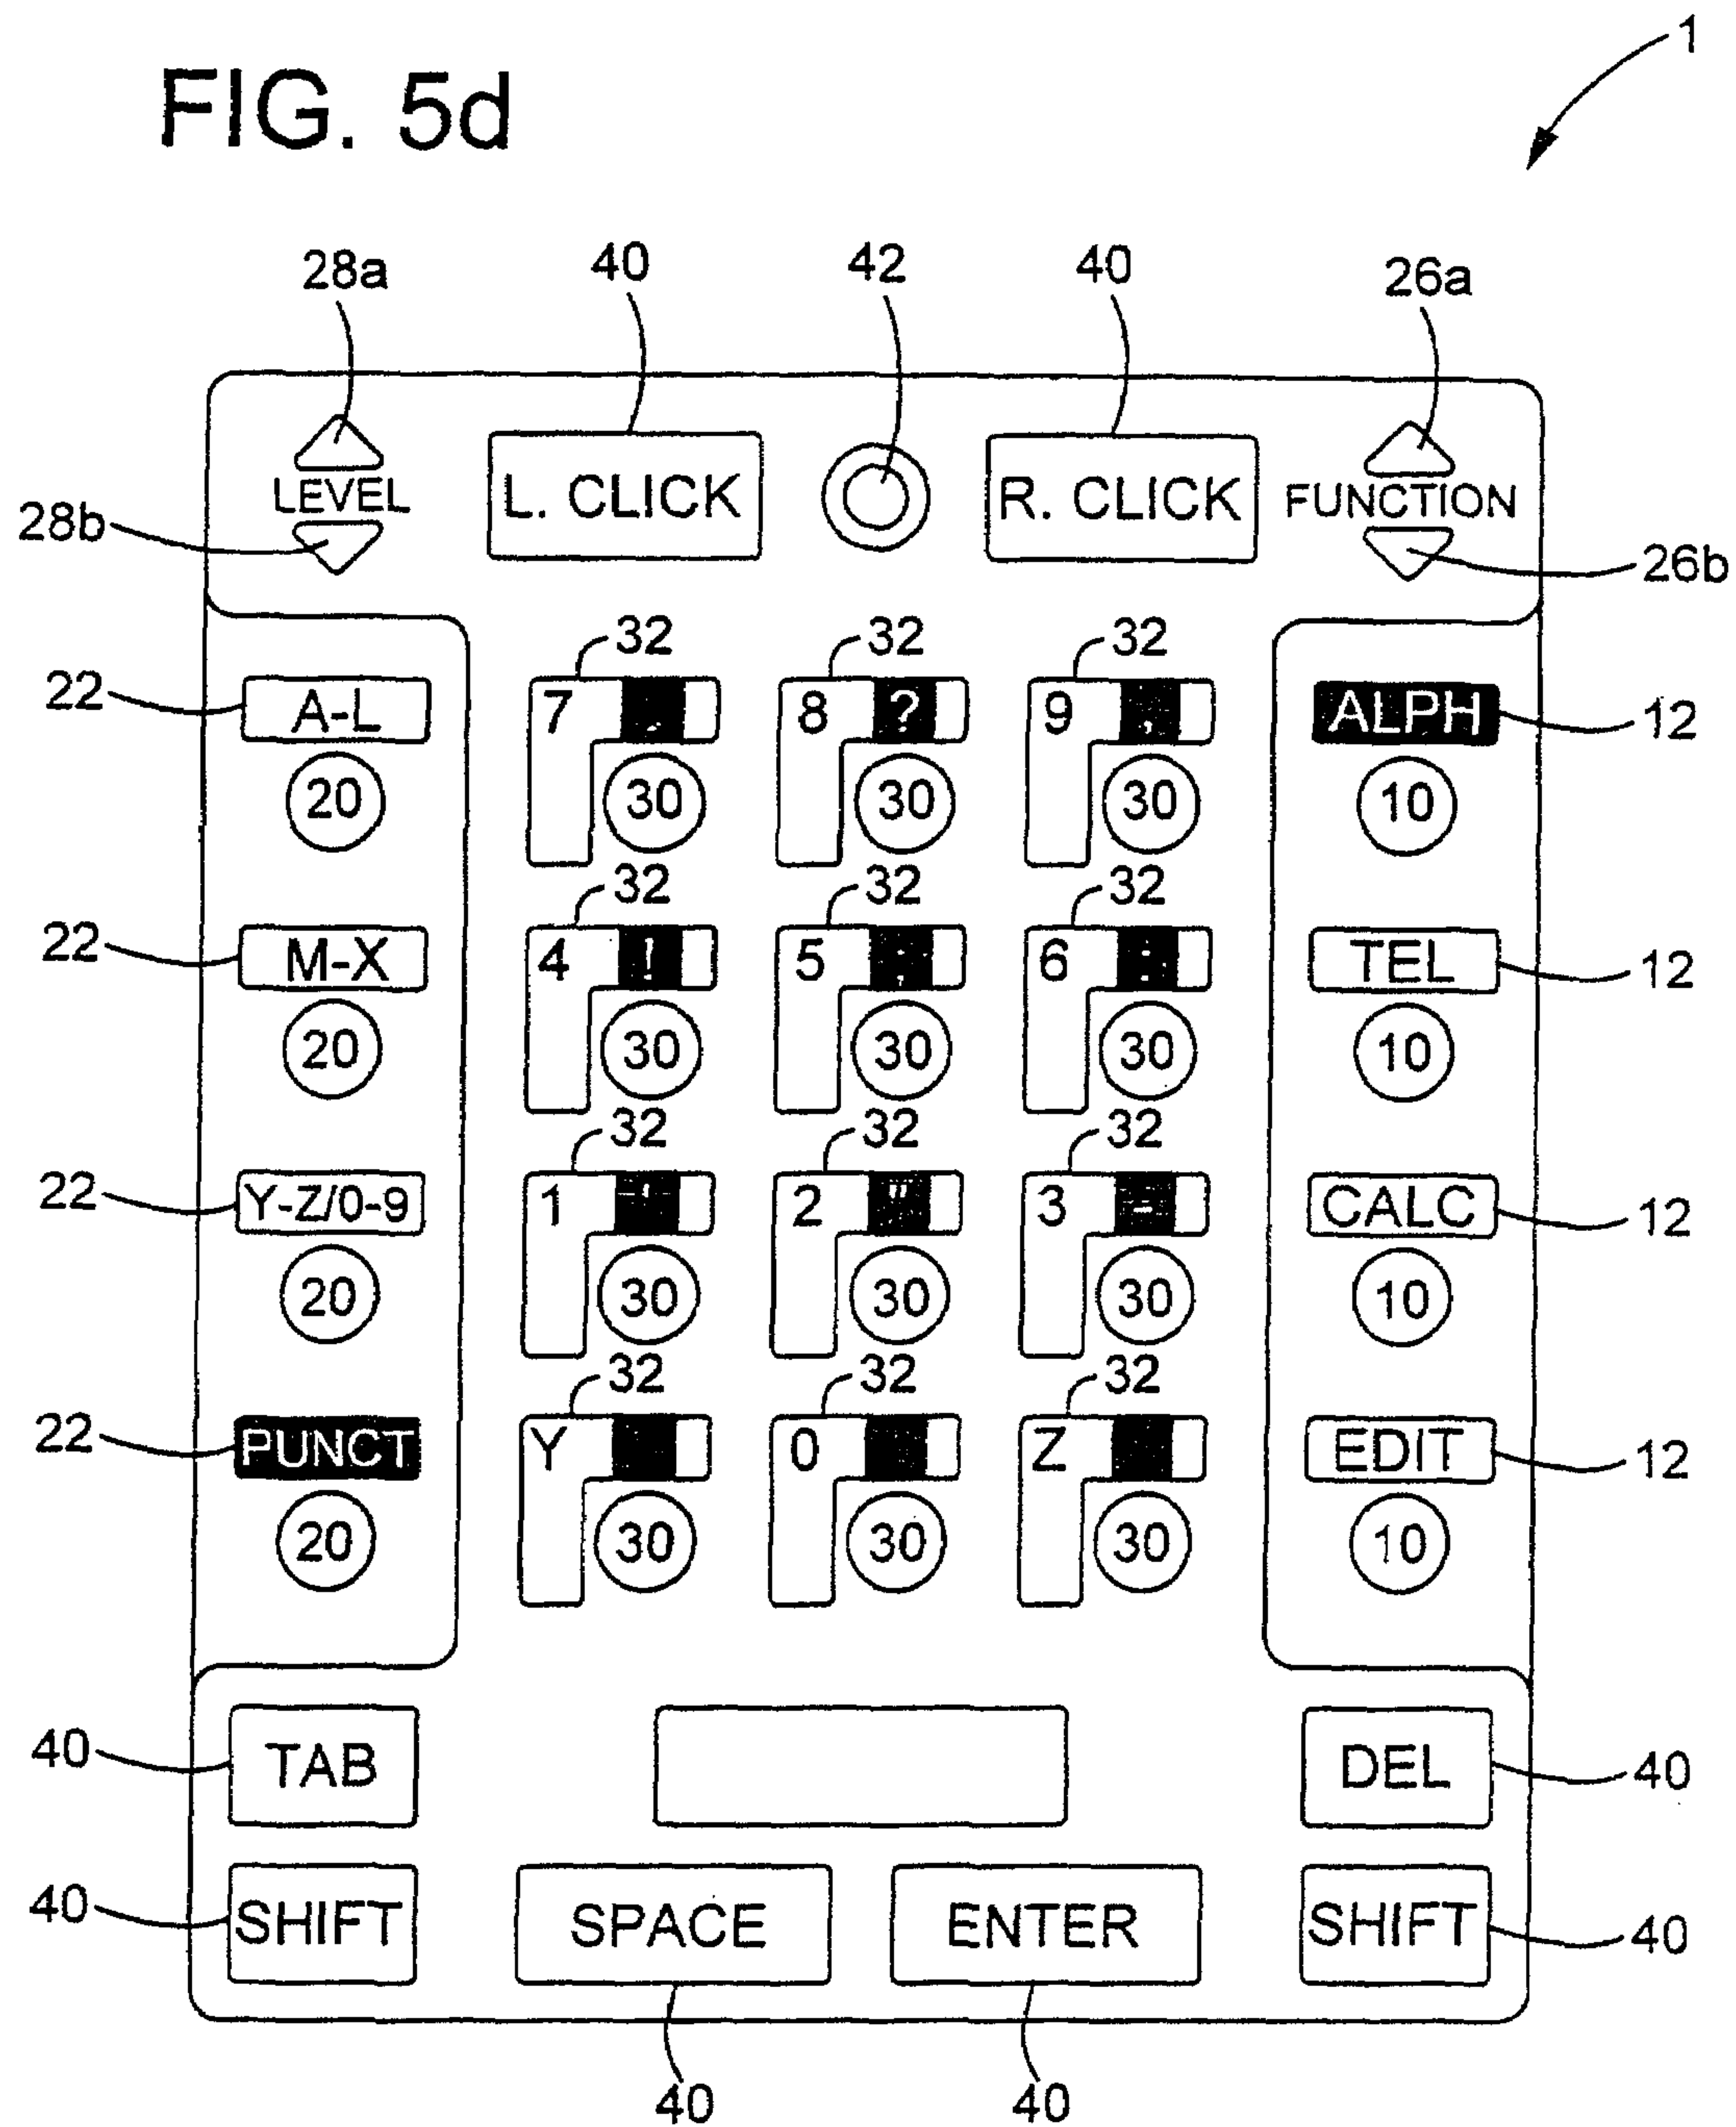 1
FIG. 5d
28a 40 42 40 26a
L. CLICK R. CLICK
LEVEL FUNCTION
28b 26b
32 32 32
22 A-L 7 . 8 ? 9 , ALPH 12
20 30 30 30 10
32 32 32
22 M-X 4 ! 5 ; 6 : TEL 12
20 30 30 30 10
32 32 32
22 Y-Z/0-9 1 ' 2 " 3 - CALC 12
20 30 30 30 10
32 32 32
22 PUNCT Y 0 Z EDIT 12
20 30 30 30 10
40 TAB DEL 40
40 SHIFT SPACE ENTER SHIFT 40
40 40